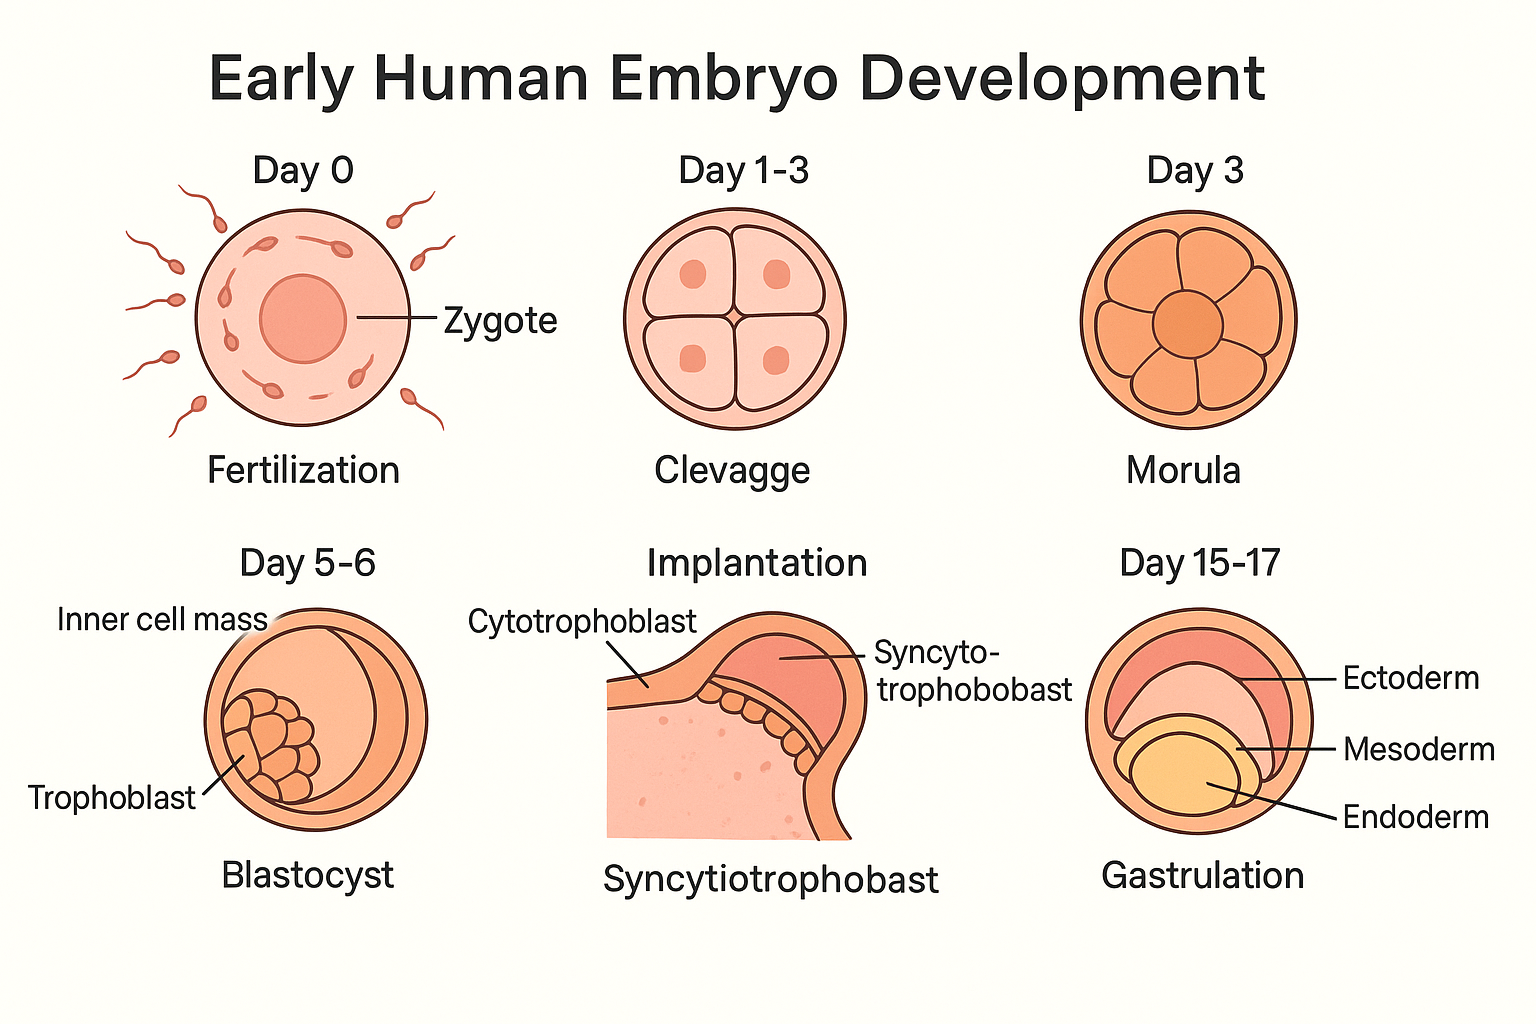 Early Human Embryo Development
Day 0
Day 1-3
Day 3
Zygote
Fertilization
Clevagge
Morula
Day 5-6
Implantation
Day 15-17
Inner cell mass
Cytotrophoblast
Syncyto-
trophobobast
Ectoderm
Mesoderm
Trophoblast
Endoderm
Blastocyst
Syncytiotrophobast
Gastrulation